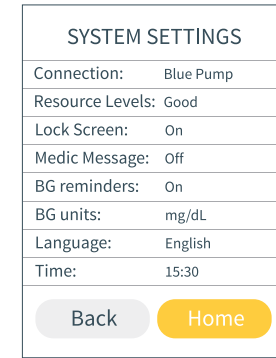 SYSTEM SETTINGS
Connection: Blue Pump
Resource Levels: Good
Lock Screen: On
Medic Message: Off
BG reminders: On
BG units: mg/dL
Language: English
Time: 15:30
Back Home